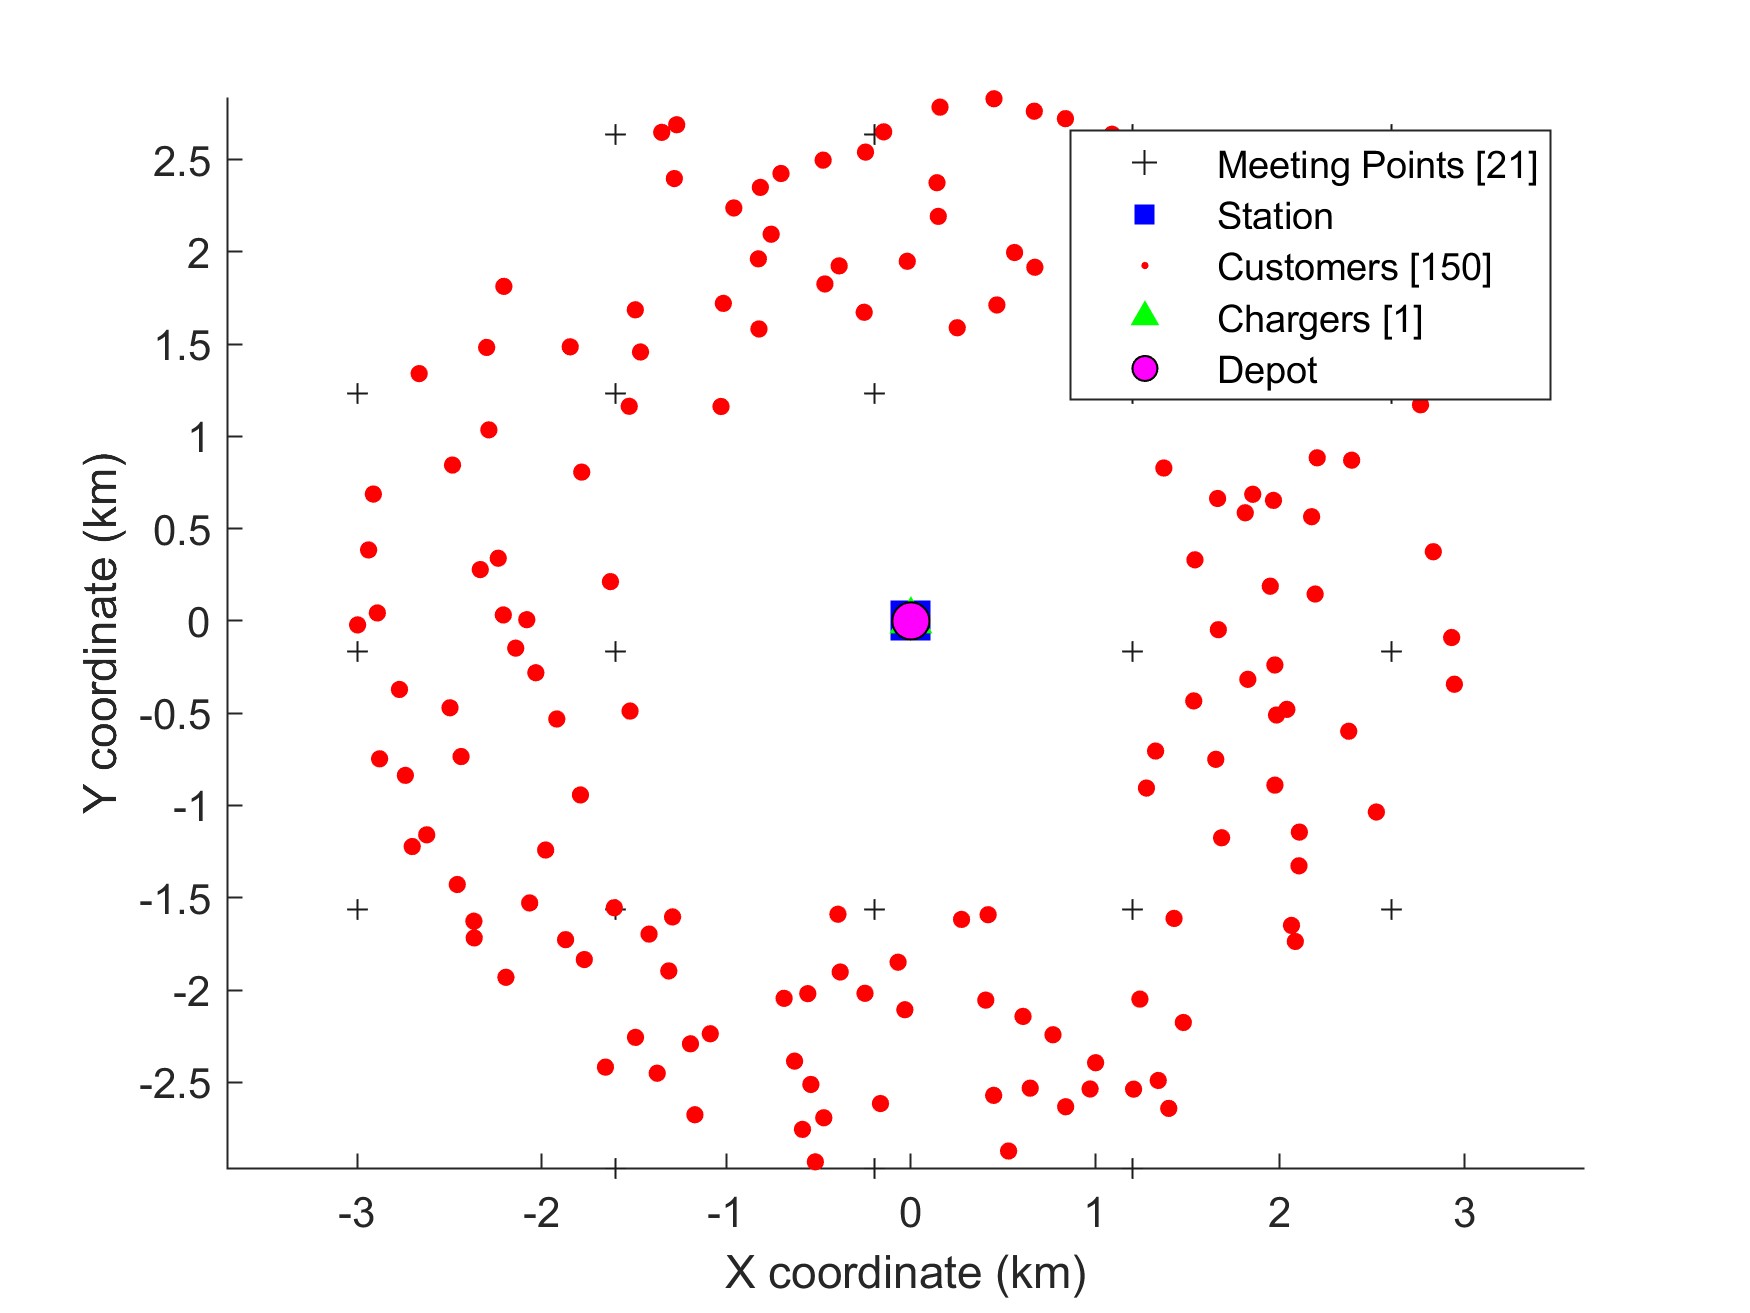 2.5
2
1.5
1
0.5
0
-0.5
-1
-1.5
-2
-2.5
Y coordinate (km)
-3 -2 -1 0 1 2 3
X coordinate (km)
Meeting Points [21]
Station
Customers [150]
Chargers [1]
Depot